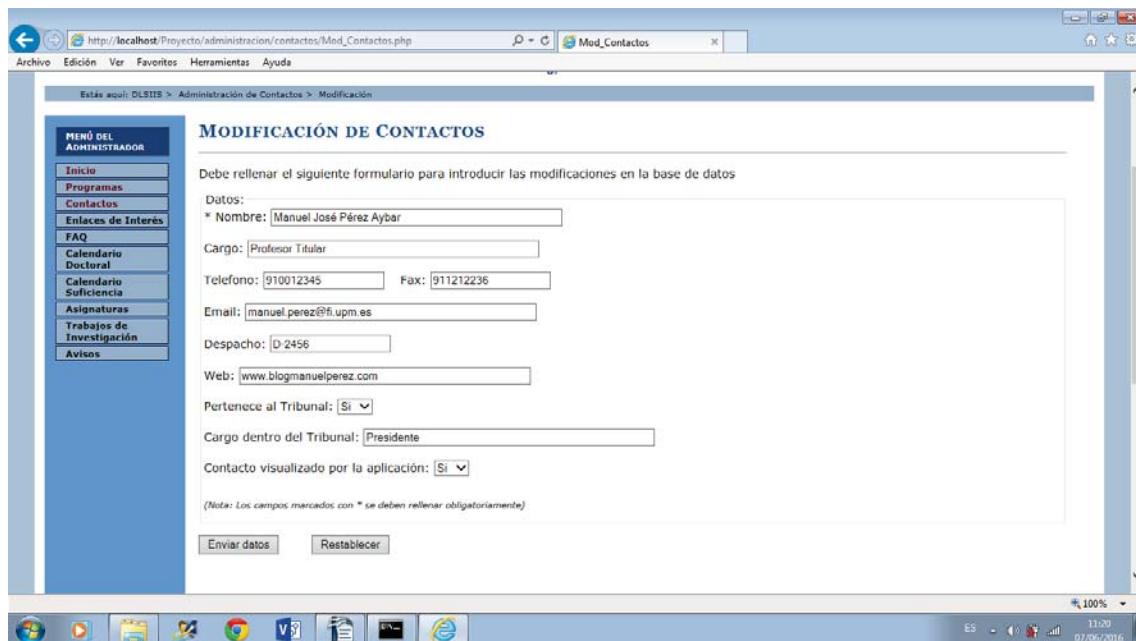 http://localhost/Proyecto/administracion/contactos/Mod_Contactos.php
Mod_Contactos
Archivo Edición Ver Favoritos Herramientas Ayuda
Estás aquí: DLSIIS > Administración de Contactos > Modificación
MENÚ DEL
ADMINISTRADOR
Inicio
Programas
Contactos
Enlaces de Interés
FAQ
Calendario
Doctoral
Calendario
Suficiencia
Asignaturas
Trabajos de
Investigación
Avisos
MODIFICACIÓN DE CONTACTOS
Debe rellenar el siguiente formulario para introducir las modificaciones en la base de datos
Datos:
* Nombre: Manuel José Pérez Aybar
Cargo: Profesor Titular
Telefono: 910012345 Fax: 911212236
Email: manuel.perez@fi.upm.es
Despacho: D-2456
Web: www.blogmanuelperez.com
Pertenece al Tribunal: Si
Cargo dentro del Tribunal: Presidente
Contacto visualizado por la aplicación: Si
(Nota: Los campos marcados con * se deben rellenar obligatoriamente)
Enviar datos Restablecer
100%
ES
11:20
07/06/2016